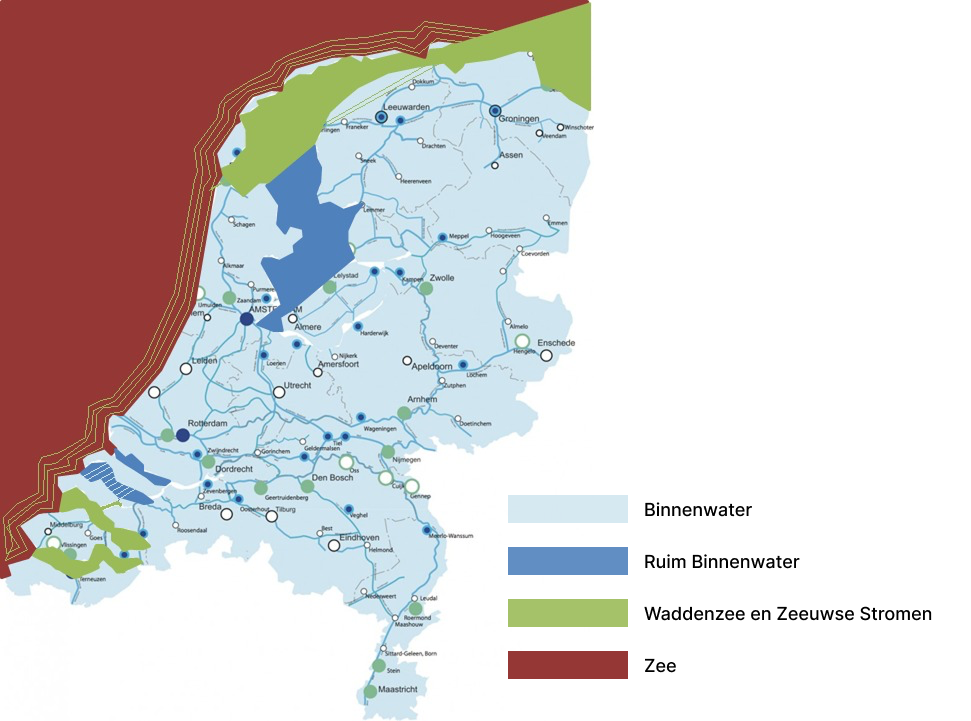 Dokkum
Leeuwarden
Groningen
Franeker
Winschoten
Veendam
Drachten
Assen
Sneek
Heerenveen
Lemmer
Schagen
Emmen
Meppel
Hoogeveen
Coevorden
Alkmaar
Lelystad
Kampen
Zwolle
Purmere
Zaandam
IJmuiden
AMSTE
M
lem
Almere
Harderwijk
Almelo
Deventer
Enschede
Hengelo
Leiden
Loenen
Nijkerk
Amersfoort
Apeldoorn
Lochem
Utrecht
Zutphen
Arnhem
Rotterdam
Wageningen
Doetinchem
Tiel
Zwijndrecht
Gorinchem
Geldermalsen
Nijmegen
Dordrecht
Oss
Den Bosch
Cuijk
Zevenbergen
Geertruidenberg
Gennep
Breda
Oosterhout
Tilburg
Veghel
Middelburg
Goes
Roosendaal
Best
Meerlo-Wanssum
Vlissingen
Eindhoven
Helmond
Terneuzen
Nederweert
Leudal
Roermond
Maashouw
Sittard-Geleen, Born
Stein
Maastricht
Binnenwater
Ruim Binnenwater
Waddenzee en Zeeuwse Stromen
Zee